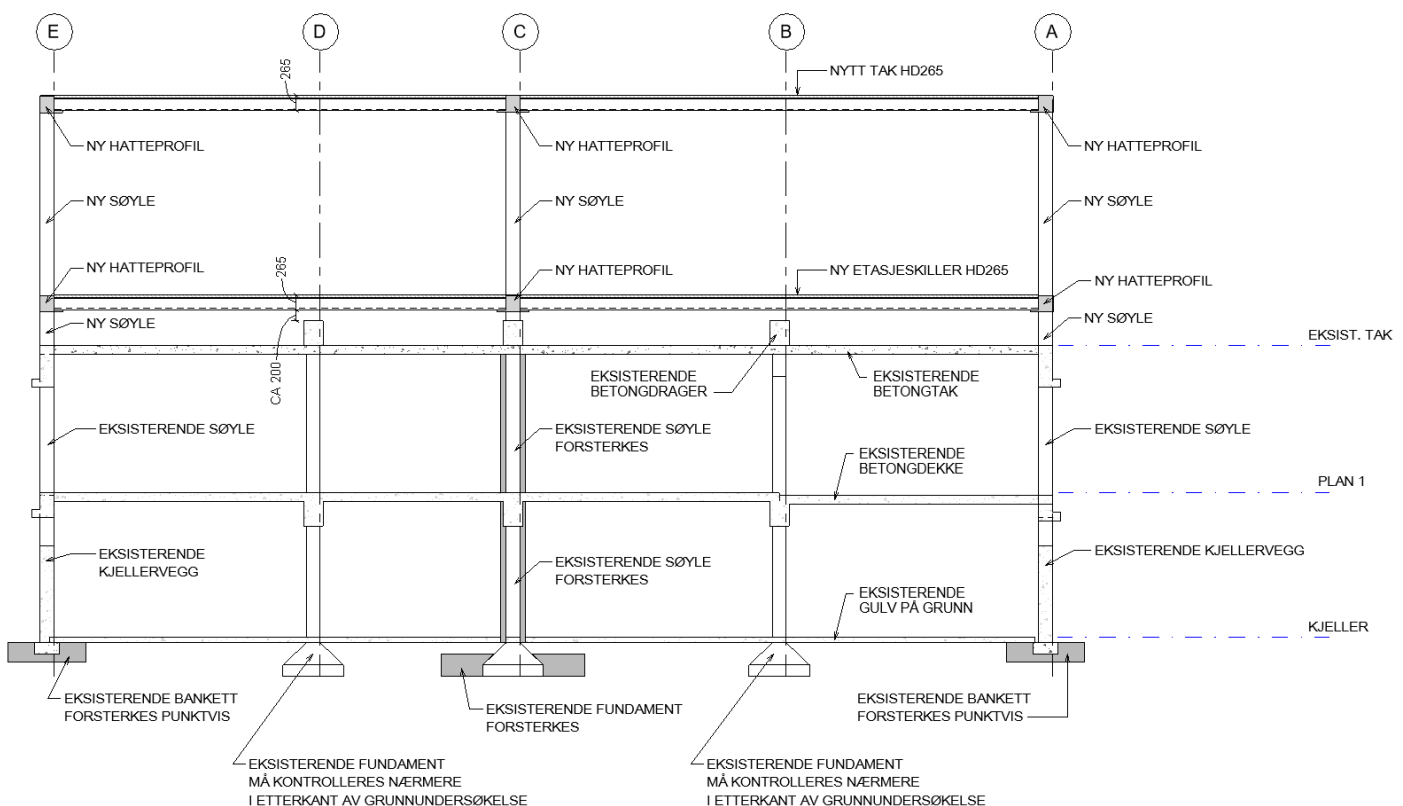 E
D
C
B
A
265
NYTT TAK HD265
NY HATTEPROFIL
NY HATTEPROFIL
NY HATTEPROFIL
NY SØYLE
NY SØYLE
NY SØYLE
NY HATTEPROFIL
265
NY HATTEPROFIL
NY ETASJESKILLER HD265
NY HATTEPROFIL
NY SØYLE
NY SØYLE
EKSIST. TAK
CA 200
EKSISTERENDE
BETONGDRAGER
EKSISTERENDE
BETONGTAK
EKSISTERENDE SØYLE
EKSISTERENDE SØYLE
FORSTERKES
EKSISTERENDE SØYLE
EKSISTERENDE
BETONGDEKKE
PLAN 1
EKSISTERENDE
KJELLERVEGG
EKSISTERENDE SØYLE
FORSTERKES
EKSISTERENDE KJELLERVEGG
EKSISTERENDE
GULV PÅ GRUNN
KJELLER
EKSISTERENDE BANKETT
FORSTERKES PUNKTVIS
EKSISTERENDE FUNDAMENT
FORSTERKES
EKSISTERENDE BANKETT
FORSTERKES PUNKTVIS
EKSISTERENDE FUNDAMENT
MÅ KONTROLLERES NÆRMERE
I ETTERKANT AV GRUNNUNDERSØKELSE
EKSISTERENDE FUNDAMENT
MÅ KONTROLLERES NÆRMERE
I ETTERKANT AV GRUNNUNDERSØKELSE